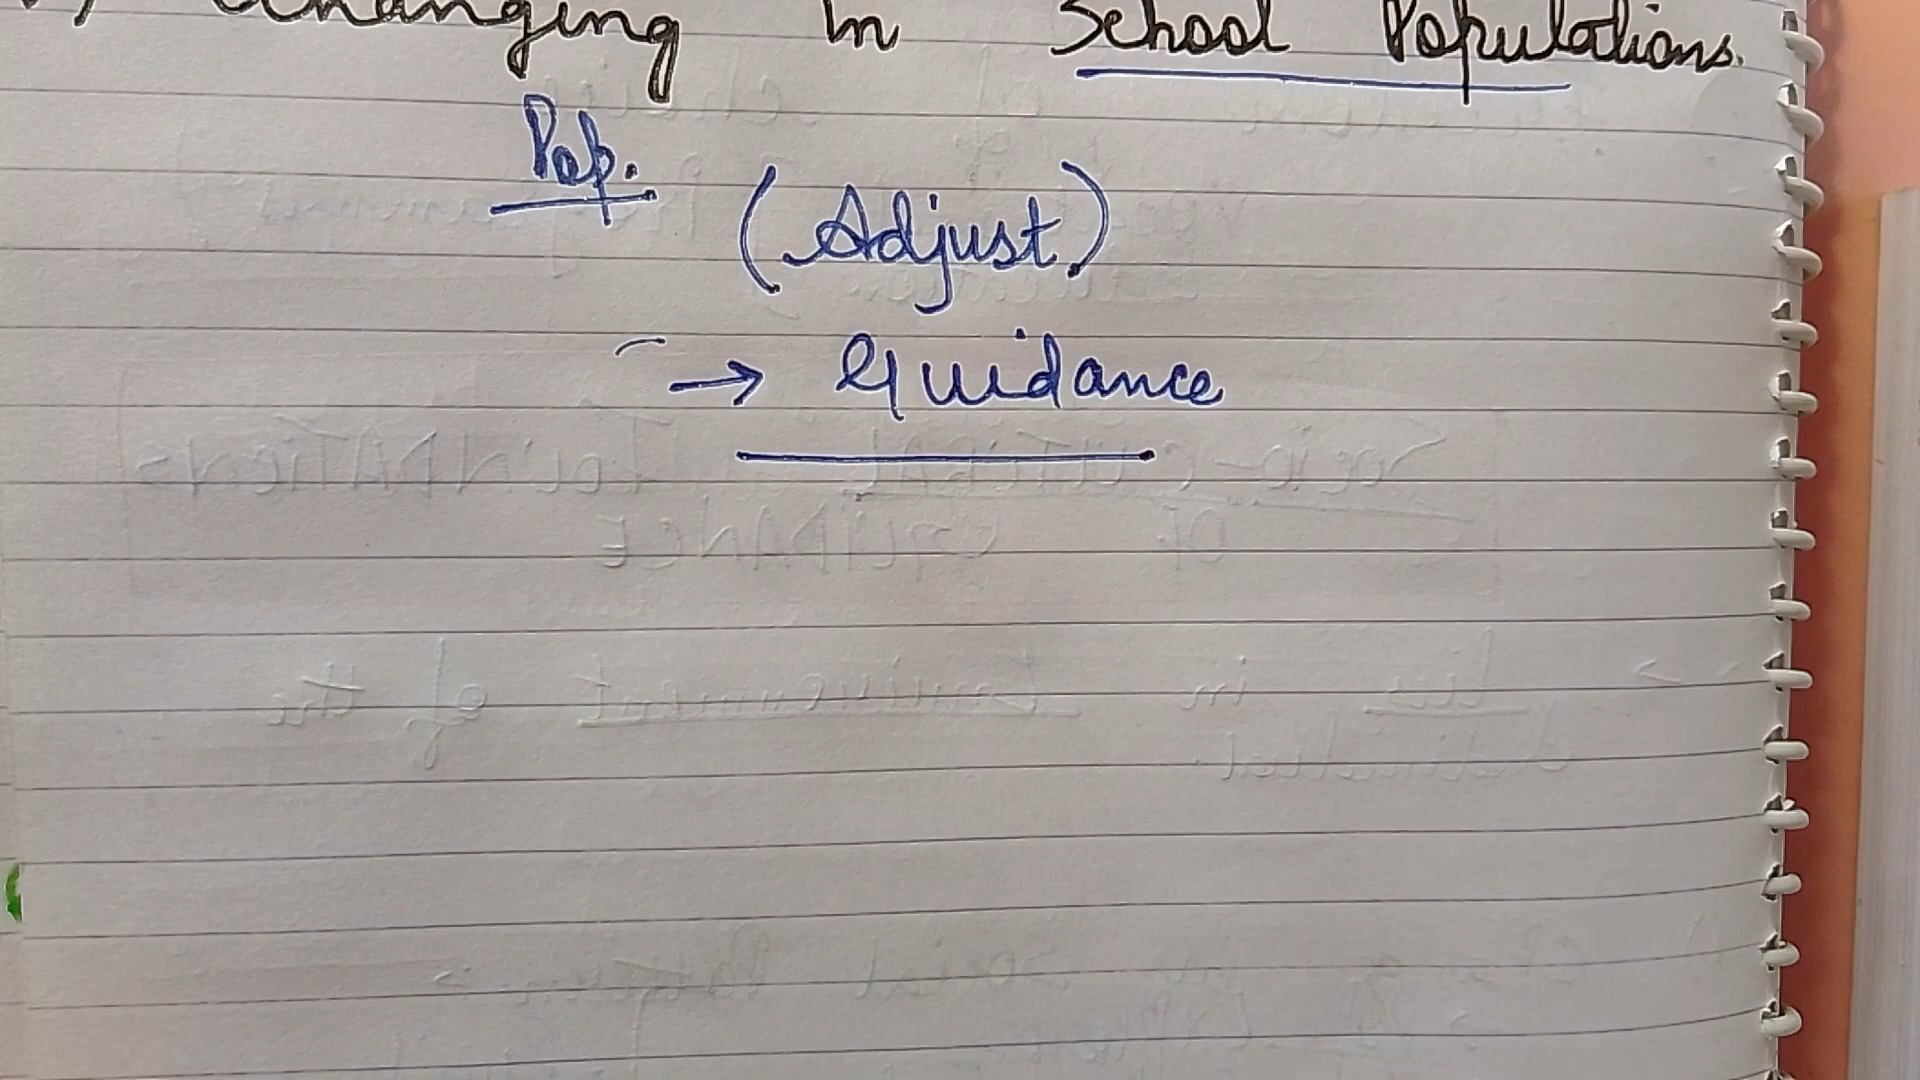 Changing in School Populations.
Pop.
(Adjust)
→ Guidance